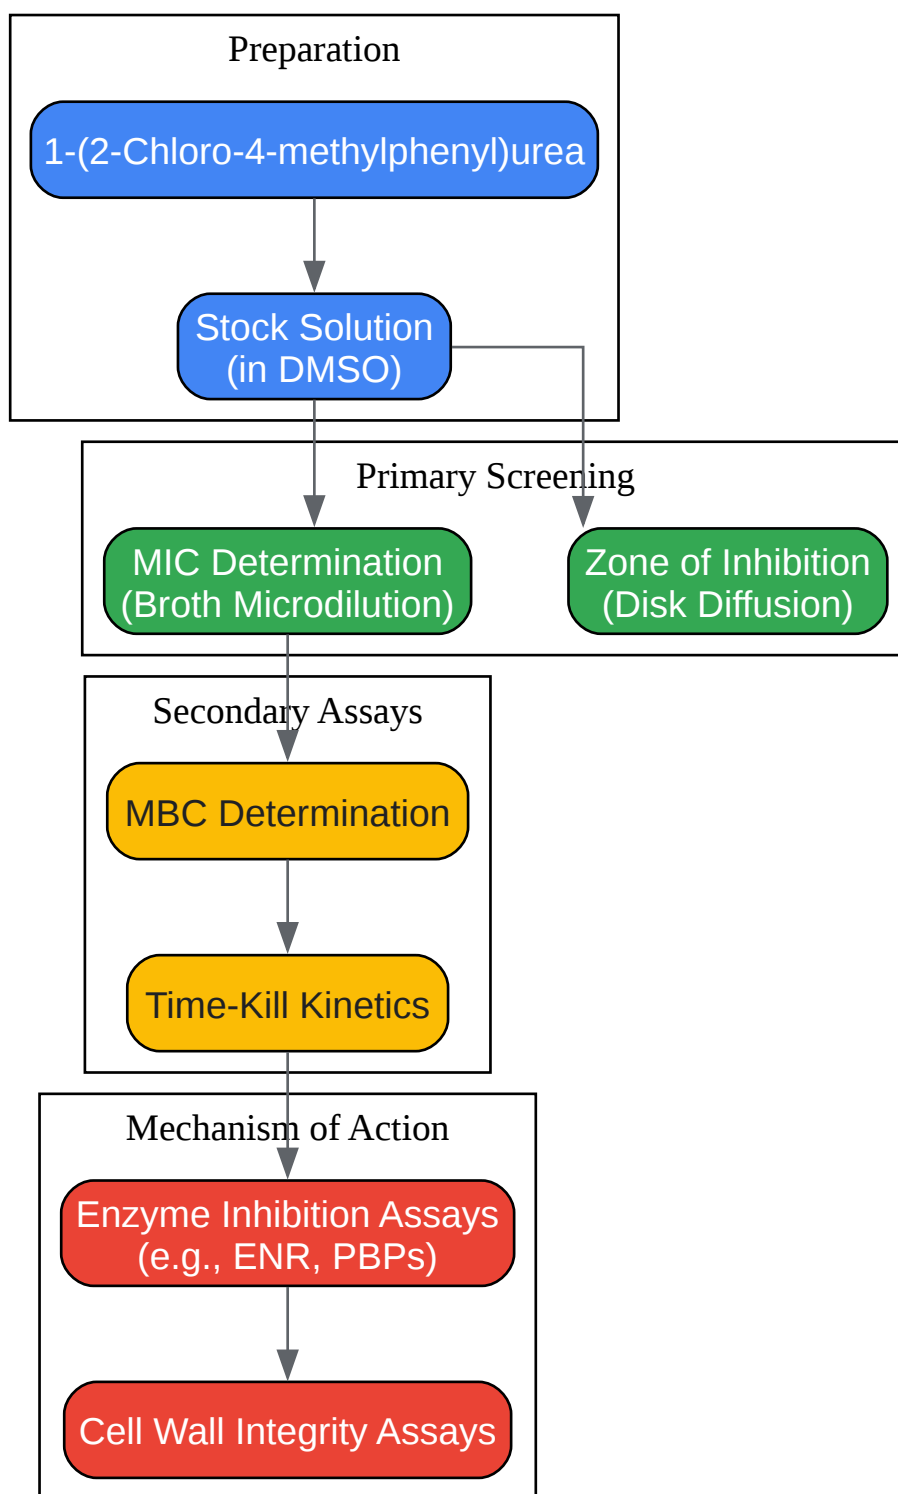 Preparation
1-(2-Chloro-4-methylphenyl)urea
Stock Solution
(in DMSO)
Primary Screening
MIC Determination
(Broth Microdilution)
Zone of Inhibition
(Disk Diffusion)
Secondary Assays
MBC Determination
Time-Kill Kinetics
Mechanism of Action
Enzyme Inhibition Assays
(e.g., ENR, PBPs)
Cell Wall Integrity Assays